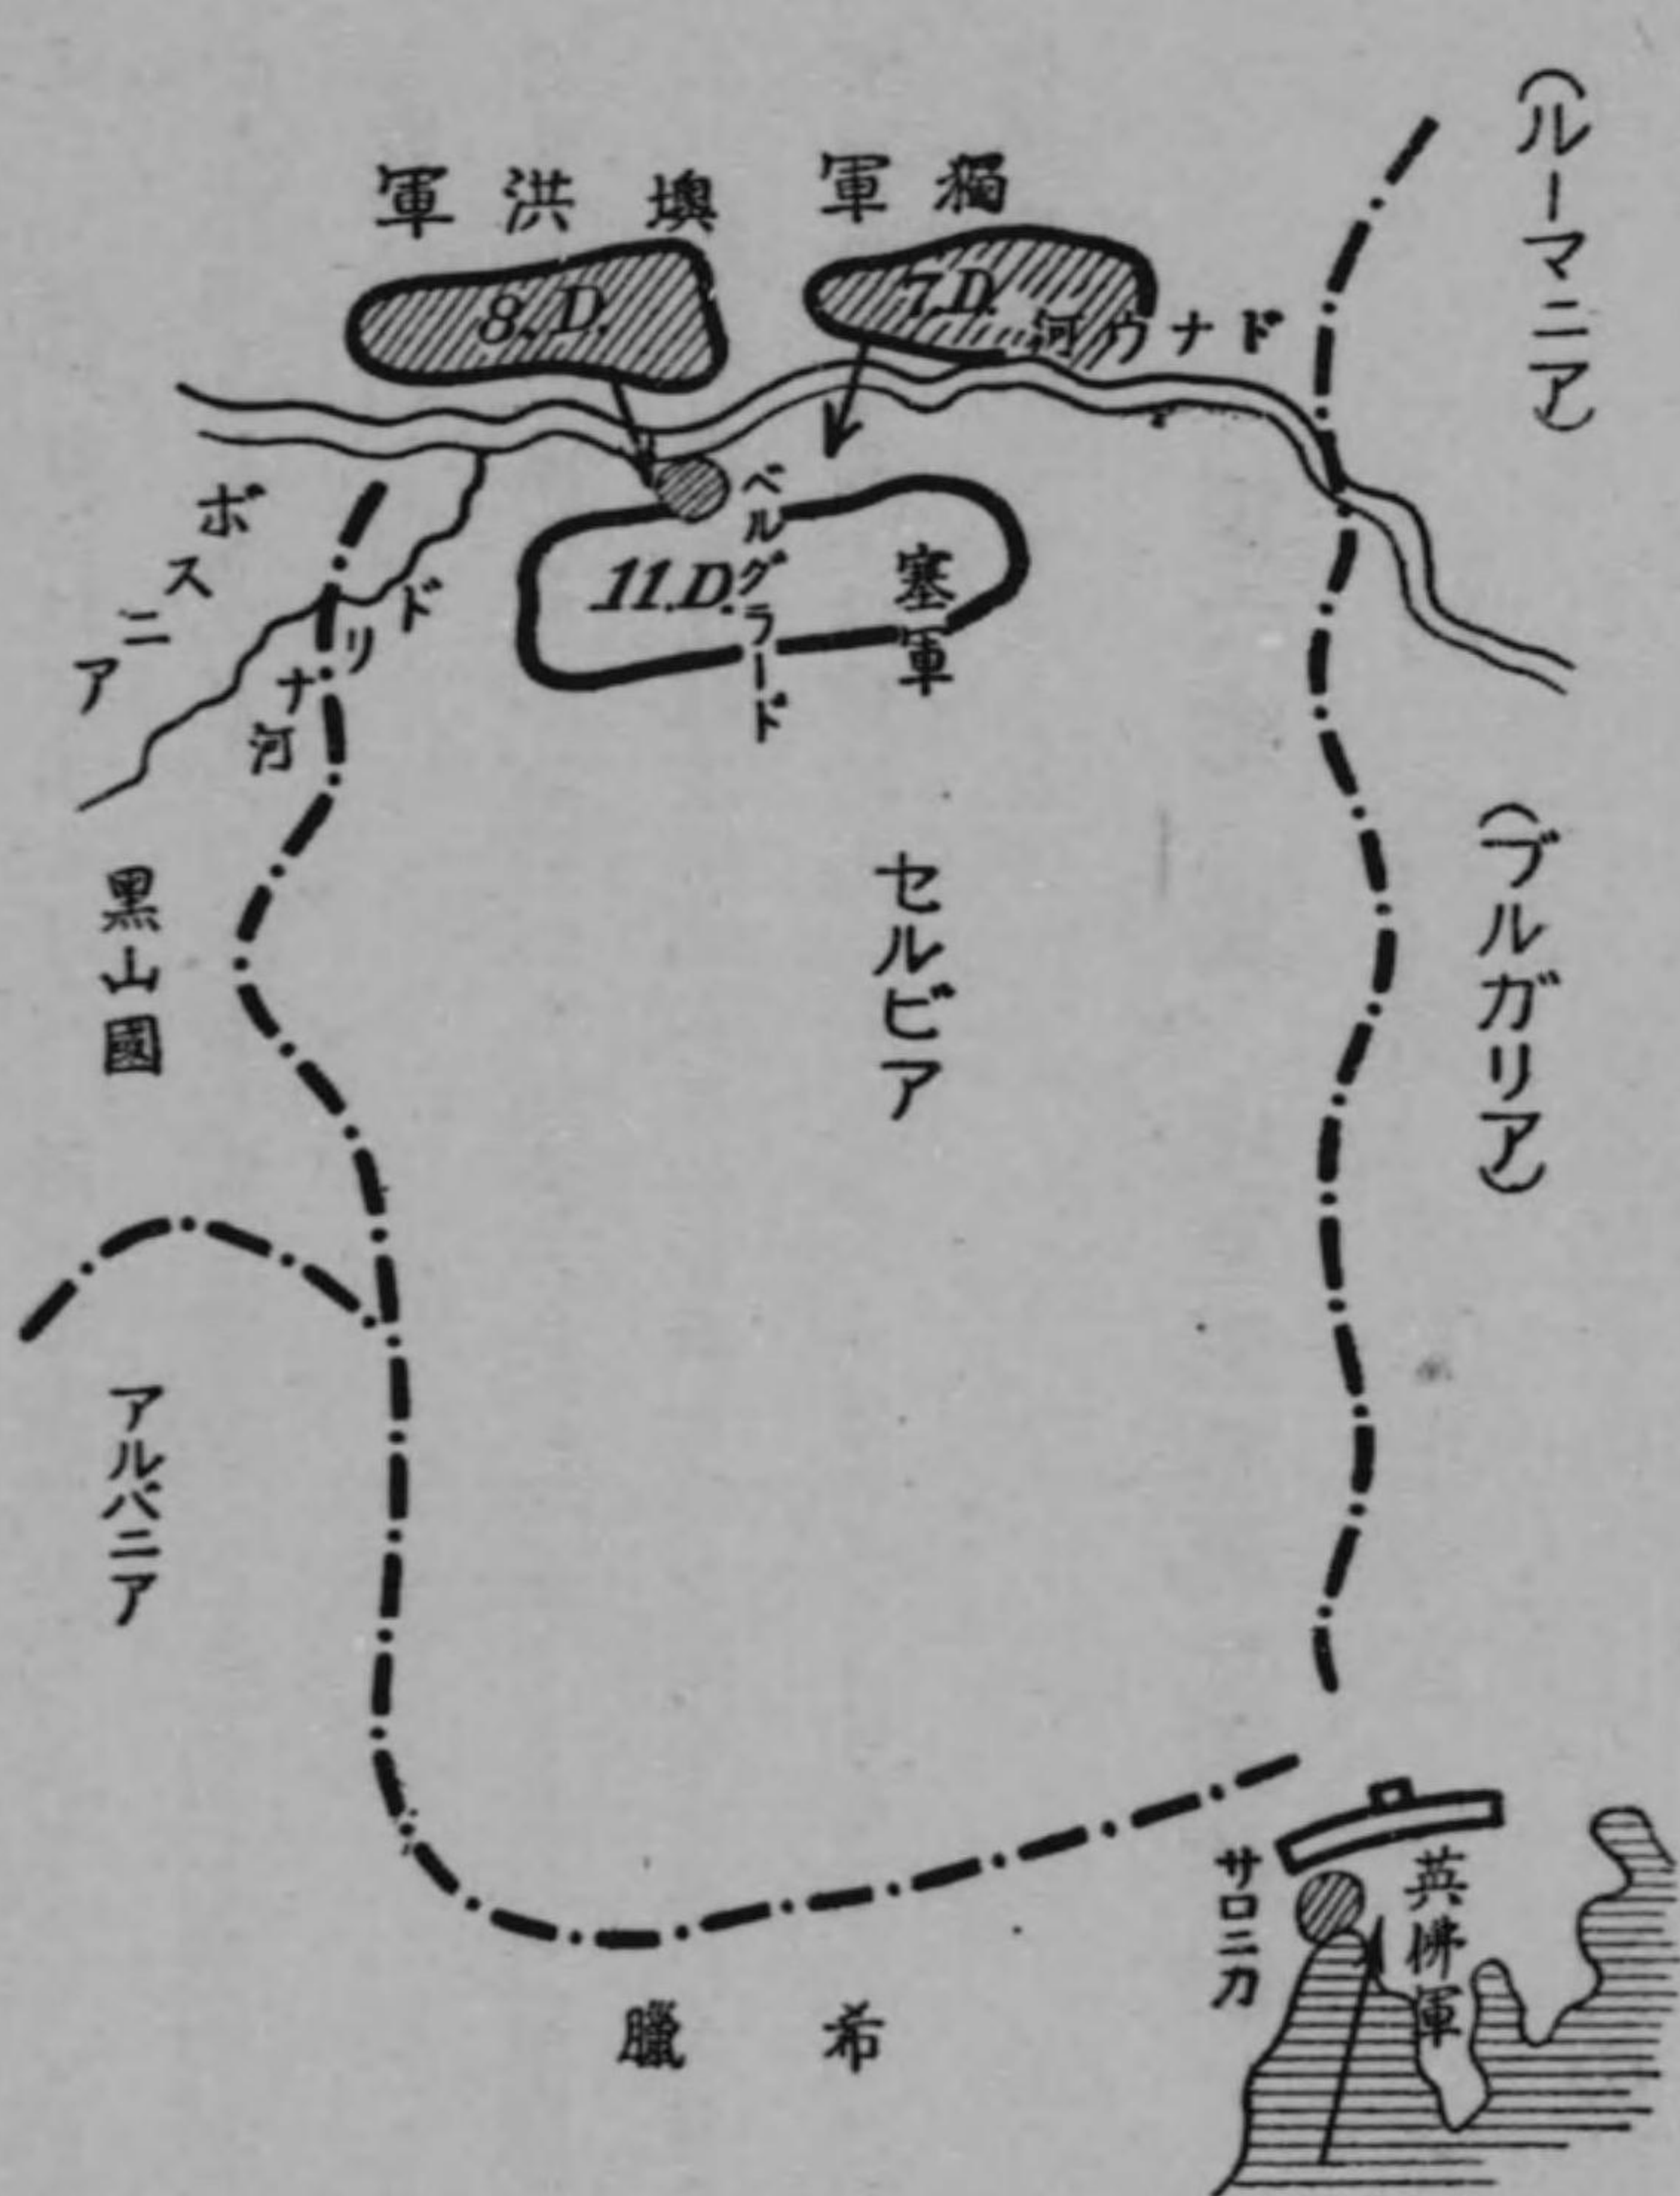 (ルーマニア)
獨軍
墺洪軍
7.D.
8.D.
ドナウ河
ベルグラード
塞軍
11.D.
ボスニア
ドリナ河
(ブルガリア)
セルビア
黒山國
アルバニア
英佛軍
サロニカ
希臘